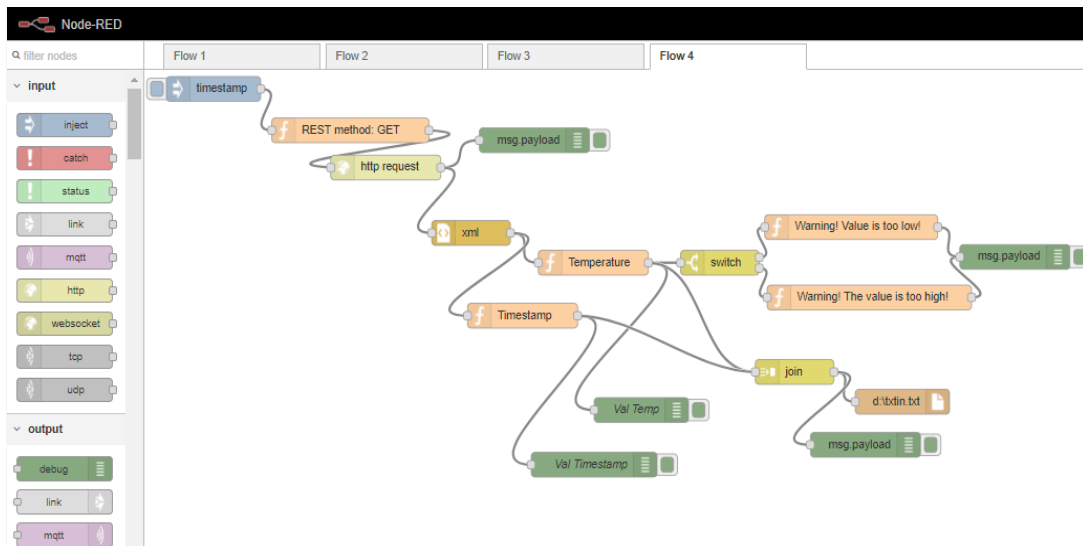 Node-RED
filter nodes
Flow 1
Flow 2
Flow 3
Flow 4
input
inject
catch
status
link
mqtt
http
websocket
tcp
udp
output
debug
link
mqtt
timestamp
REST method: GET
http request
msg.payload
xml
Temperature
switch
Warning! Value is too low!
Warning! The value is too high!
msg.payload
Timestamp
join
d:\txtin.txt
Val Temp
msg.payload
Val Timestamp